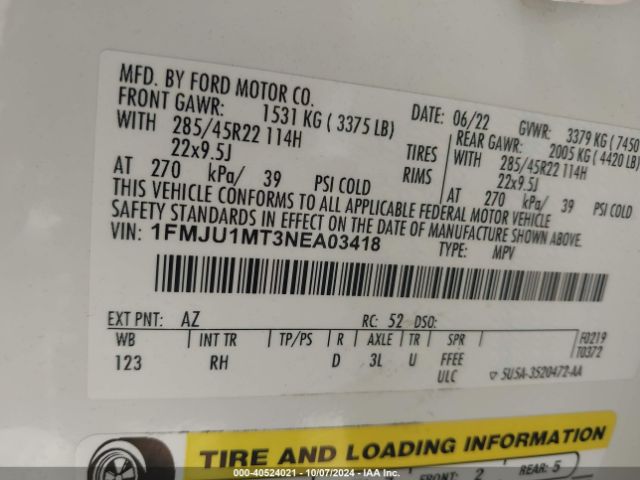 MFD. BY FORD MOTOR CO.
DATE: 06/22 GVWR: 3379 KG (7450
FRONT GAWR: 1531 KG (3375 LB) REAR GAWR: 2005 KG (4420 LB)
WITH 285/45R22 114H TIRES WITH 285/45R22 114H
22x9.5J RIMS 22x9.5J
AT 270 kPa/ 39 PSI COLD AT 270 kPa/ 39 PSI COLD
THIS VEHICLE CONFORMS TO ALL APPLICABLE FEDERAL MOTOR VEHICLE
SAFETY STANDARDS IN EFFECT ON THE DATE OF MANUFACTURE SHOWN ABOVE.
VIN: 1FMJU1MT3NEA03418 TYPE: MPV
EXT PNT: AZ RC: 52 DSO:
WB INT TR TP/PS R AXLE TR SPR F0219
123 RH D 3L U FFEE T0372
ULC 5USA-3520472-AA
TIRE AND LOADING INFORMATION
FRONT: 2 REAR: 5
000-40524021 - 10/07/2024 - IAA Inc.